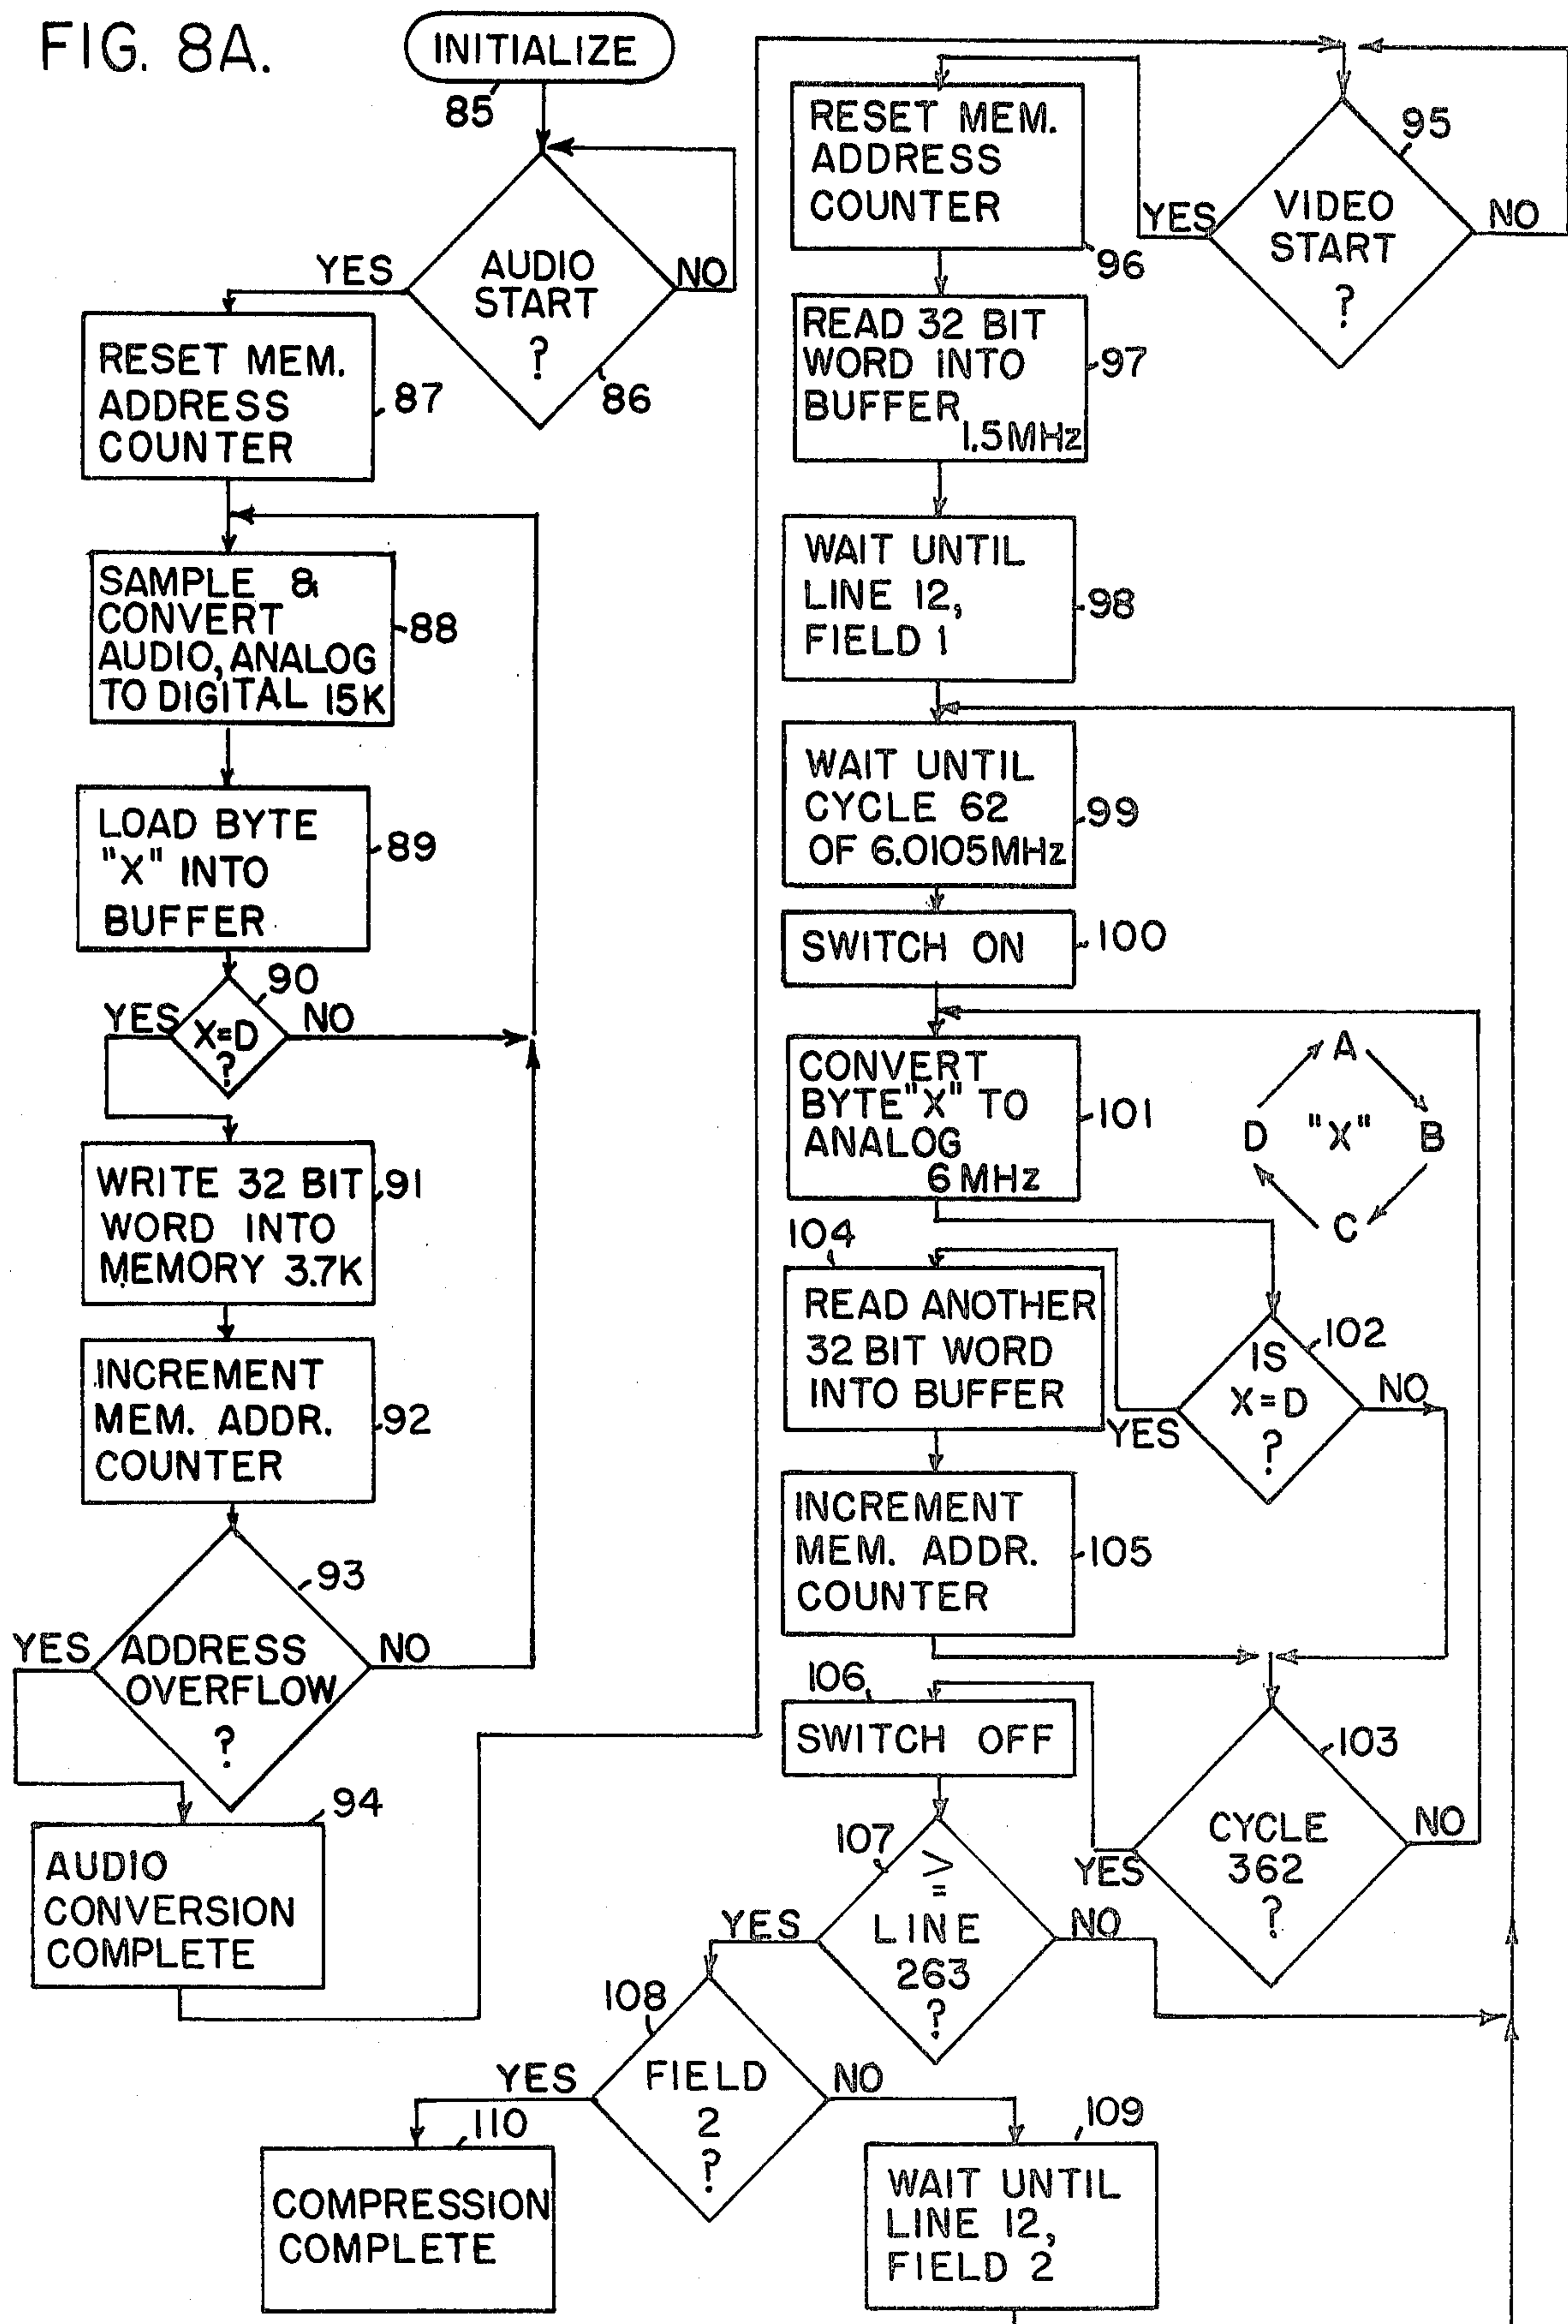 FIG. 8A.
INITIALIZE
85
AUDIO
START
?
YES
NO
86
RESET MEM.
ADDRESS
COUNTER
87
SAMPLE &
CONVERT
AUDIO, ANALOG
TO DIGITAL 15K
88
LOAD BYTE
"X" INTO
BUFFER
89
90
YES
X=D
?
NO
WRITE 32 BIT
WORD INTO
MEMORY 3.7K
91
INCREMENT
MEM. ADDR.
COUNTER
92
93
YES
ADDRESS
OVERFLOW
?
NO
94
AUDIO
CONVERSION
COMPLETE
95
VIDEO
START
?
YES
NO
RESET MEM.
ADDRESS
COUNTER
96
READ 32 BIT
WORD INTO
BUFFER
1.5MHz
97
WAIT UNTIL
LINE 12,
FIELD 1
98
WAIT UNTIL
CYCLE 62
OF 6.0105MHz
99
SWITCH ON
100
CONVERT
BYTE "X" TO
ANALOG
6 MHz
101
A
D "X" B
C
104
READ ANOTHER
32 BIT WORD
INTO BUFFER
102
IS
X=D
?
YES
NO
INCREMENT
MEM. ADDR.
COUNTER
105
106
SWITCH OFF
103
CYCLE
362
?
YES
NO
107
>
=
LINE
263
?
YES
NO
108
FIELD
2
?
YES
NO
110
COMPRESSION
COMPLETE
109
WAIT UNTIL
LINE 12,
FIELD 2